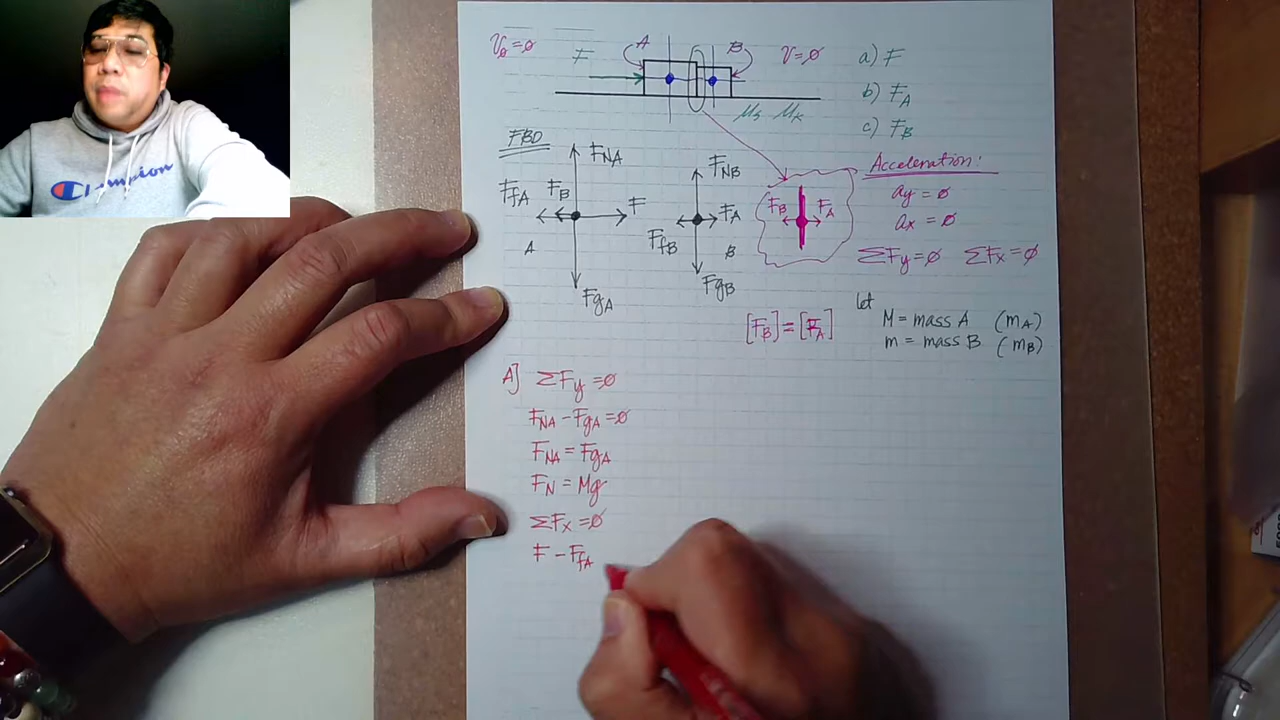 V₀=0 F A B V=0 a) F
μs μk b) F_A
c) F_B
FBD
F_NA
F_fA F_B F
A
F_gA
F_NB
F_A
F_fB B
F_gB
F_B F_A
Acceleration:
ay = 0
ax = 0
ΣFy=0 ΣFx=0
[F_B] = [F_A]
let
M = mass A (m_A)
m = mass B (m_B)
A] ΣFy =0
F_NA - F_gA = 0
F_NA = F_gA
F_N = Mg
ΣFx = 0
F - F_fA
Champion